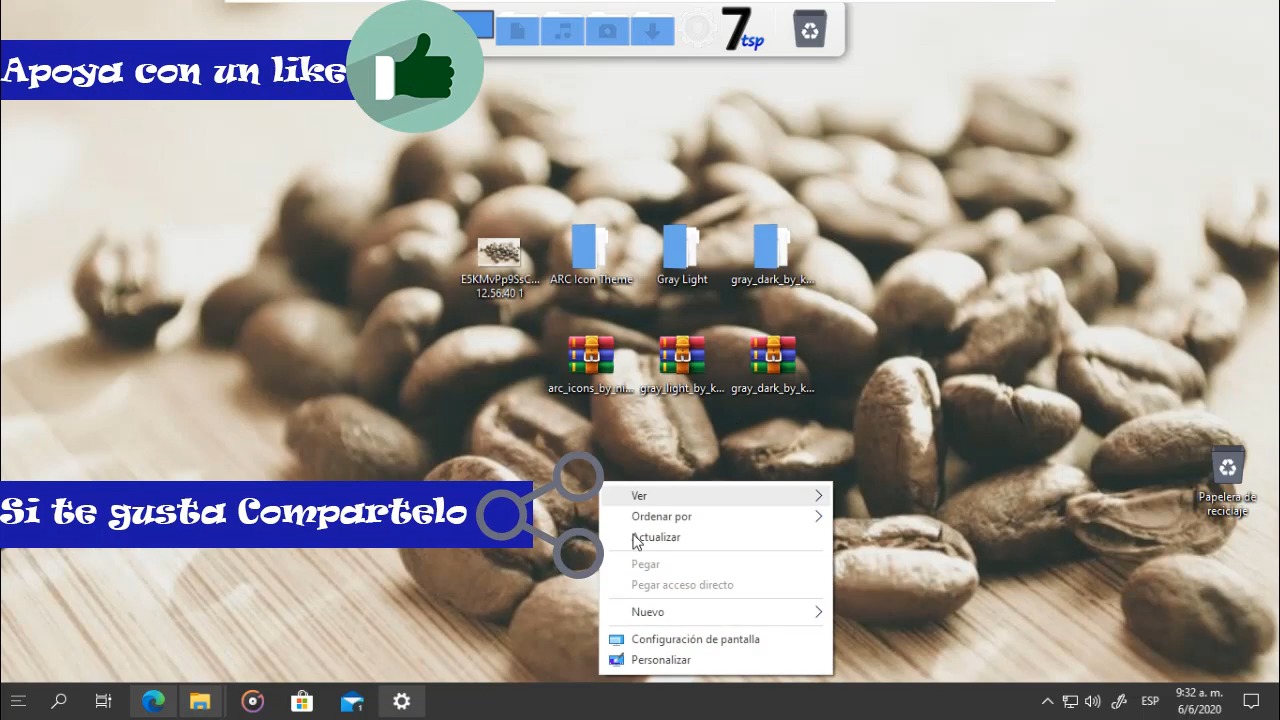 7tsp
Apoya con un like
E5KMvPp9SsC...
12.56.40 1
ARC Icon Theme
Gray Light
gray_dark_by_k...
arc_icons_by_ni...
gray_light_by_k...
gray_dark_by_k...
Papelera de
reciclaje
Si te gusta Compartelo
Ver
Ordenar por
Actualizar
Pegar
Pegar acceso directo
Nuevo
Configuración de pantalla
Personalizar
1
ESP
9:32 a. m.
6/6/2020